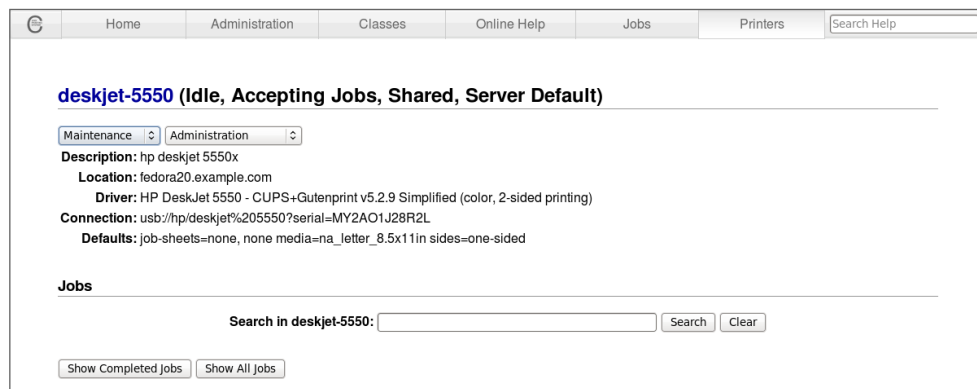 Home Administration Classes Online Help Jobs Printers Search Help
deskjet-5550 (Idle, Accepting Jobs, Shared, Server Default)
Maintenance Administration
Description: hp deskjet 5550x
Location: fedora20.example.com
Driver: HP DeskJet 5550 - CUPS+Gutenprint v5.2.9 Simplified (color, 2-sided printing)
Connection: usb://hp/deskjet%205550?serial=MY2AO1J28R2L
Defaults: job-sheets=none, none media=na_letter_8.5x11in sides=one-sided
Jobs
Search in deskjet-5550: Search Clear
Show Completed Jobs Show All Jobs